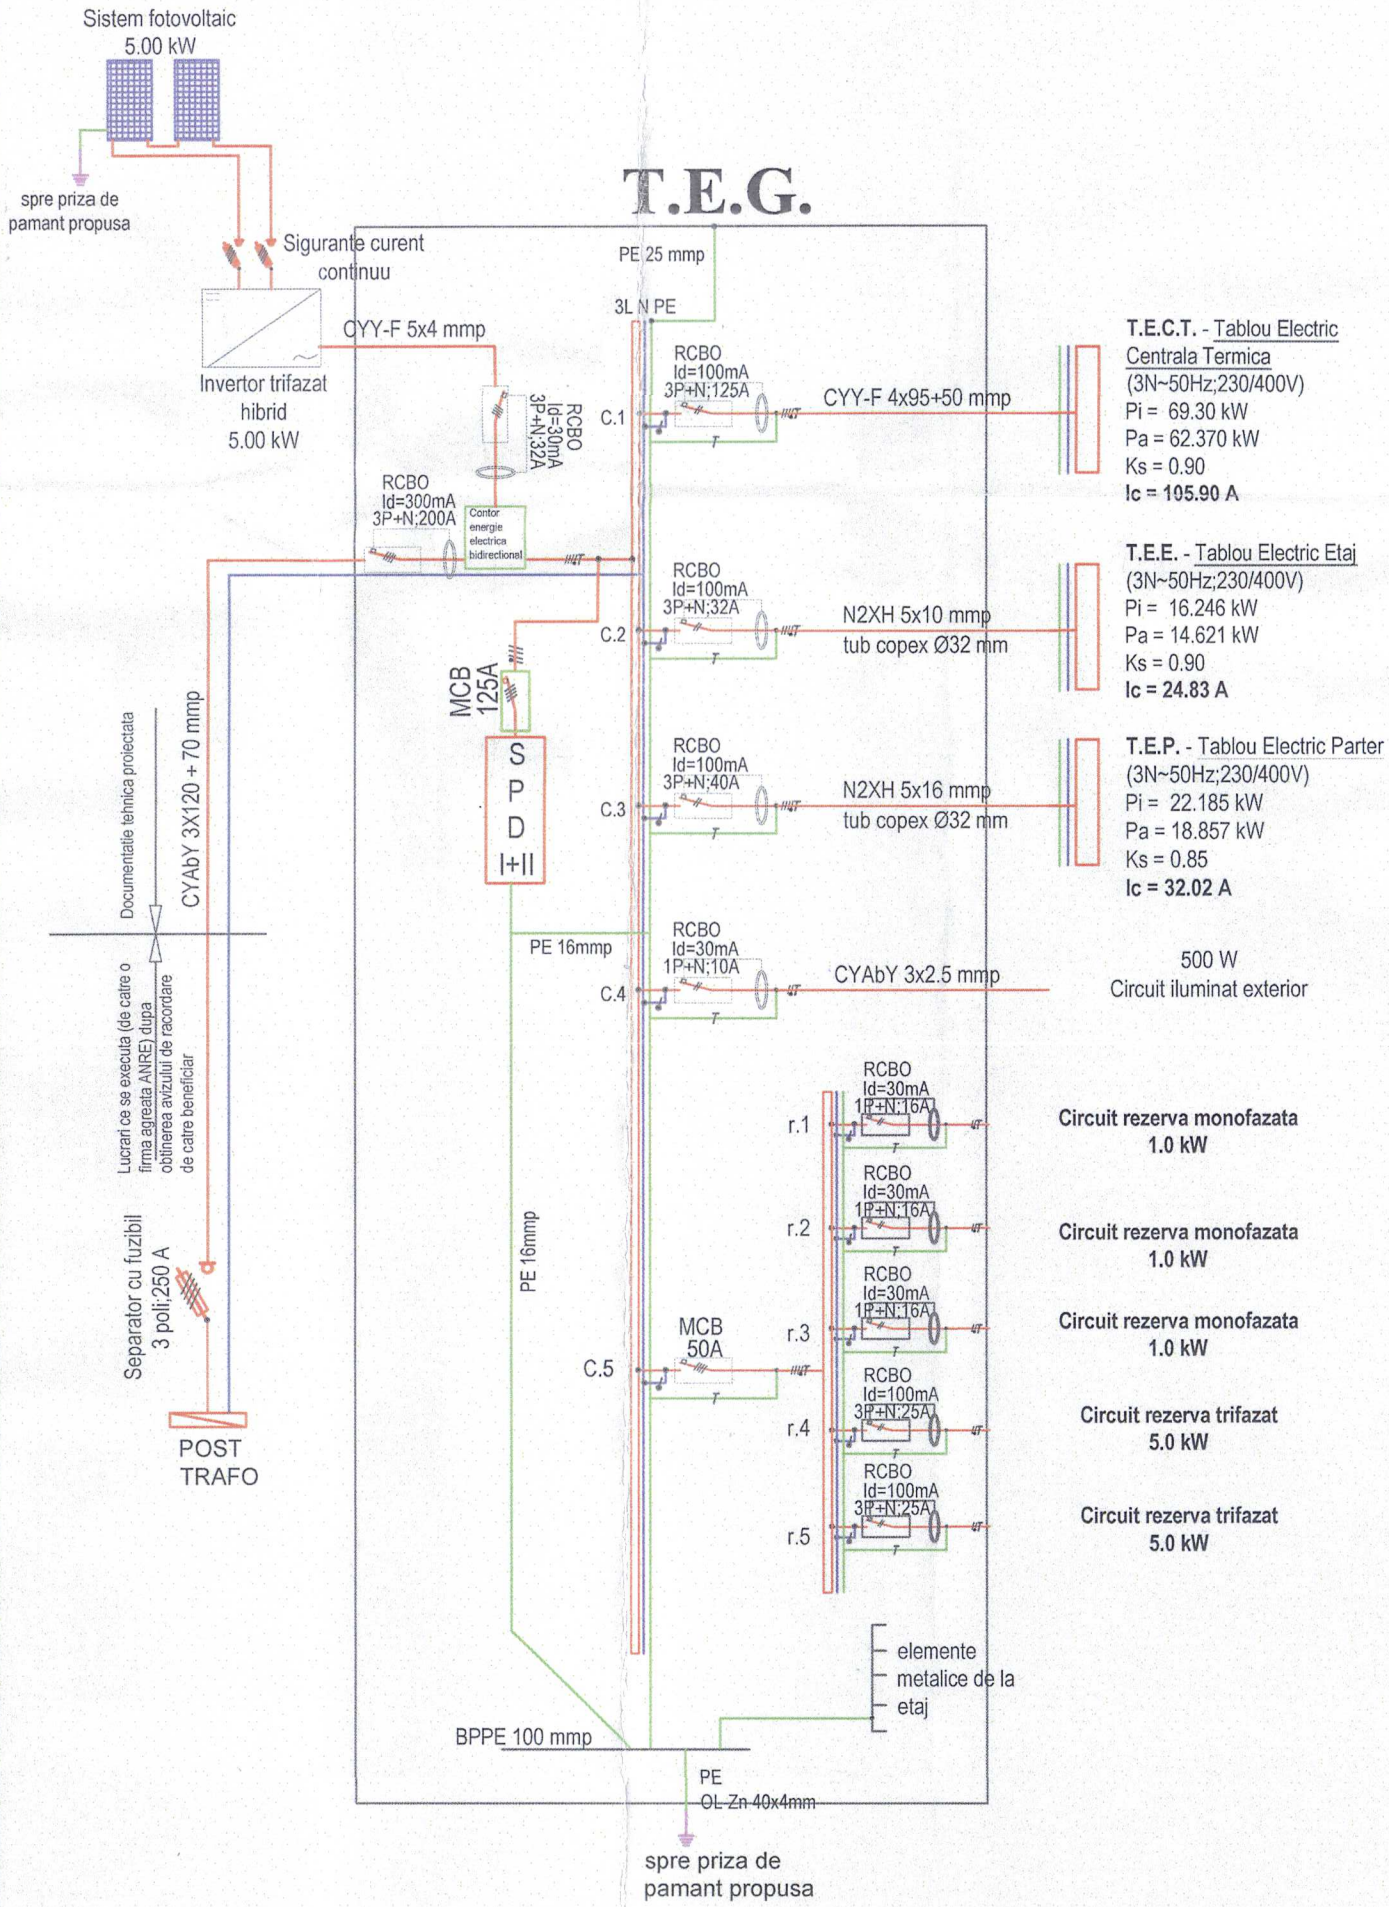 Sistem fotovoltaic
5.00 kW
spre priza de
pamant propusa
Sigurante curent
continuu
Invertor trifazat
hibrid
5.00 kW
T.E.G.
PE 25 mmp
3L N PE
CYY-F 5x4 mmp
RCBO
Id=30mA
3P+N;32A
RCBO
Id=300mA
3P+N;200A
Contor
energie
electrica
bidirectional
MCB
125A
S
P
D
I+II
PE 16mmp
PE 16mmp
CYAbY 3X120 + 70 mmp
Documentatie tehnica proiectata
Lucrari ce se executa (de catre o
firma agreata ANRE) dupa
obtinerea avizului de racordare
de catre beneficiar
Separator cu fuzibil
3 poli;250 A
POST
TRAFO
C.1
RCBO
Id=100mA
3P+N;125A
T
CYY-F 4x95+50 mmp
T.E.C.T. - Tablou Electric
Centrala Termica
(3N~50Hz;230/400V)
Pi = 69.30 kW
Pa = 62.370 kW
Ks = 0.90
Ic = 105.90 A
C.2
RCBO
Id=100mA
3P+N;32A
T
N2XH 5x10 mmp
tub copex Ø32 mm
T.E.E. - Tablou Electric Etaj
(3N~50Hz;230/400V)
Pi = 16.246 kW
Pa = 14.621 kW
Ks = 0.90
Ic = 24.83 A
C.3
RCBO
Id=100mA
3P+N;40A
T
N2XH 5x16 mmp
tub copex Ø32 mm
T.E.P. - Tablou Electric Parter
(3N~50Hz;230/400V)
Pi = 22.185 kW
Pa = 18.857 kW
Ks = 0.85
Ic = 32.02 A
C.4
RCBO
Id=30mA
1P+N;10A
T
CYAbY 3x2.5 mmp
500 W
Circuit iluminat exterior
C.5
MCB
50A
T
r.1
RCBO
Id=30mA
1P+N;16A
T
Circuit rezerva monofazata
1.0 kW
r.2
RCBO
Id=30mA
1P+N;16A
T
Circuit rezerva monofazata
1.0 kW
r.3
RCBO
Id=30mA
1P+N;16A
T
Circuit rezerva monofazata
1.0 kW
r.4
RCBO
Id=100mA
3P+N;25A
T
Circuit rezerva trifazat
5.0 kW
r.5
RCBO
Id=100mA
3P+N;25A
T
Circuit rezerva trifazat
5.0 kW
elemente
metalice de la
etaj
BPPE 100 mmp
PE
OL-Zn 40x4mm
spre priza de
pamant propusa